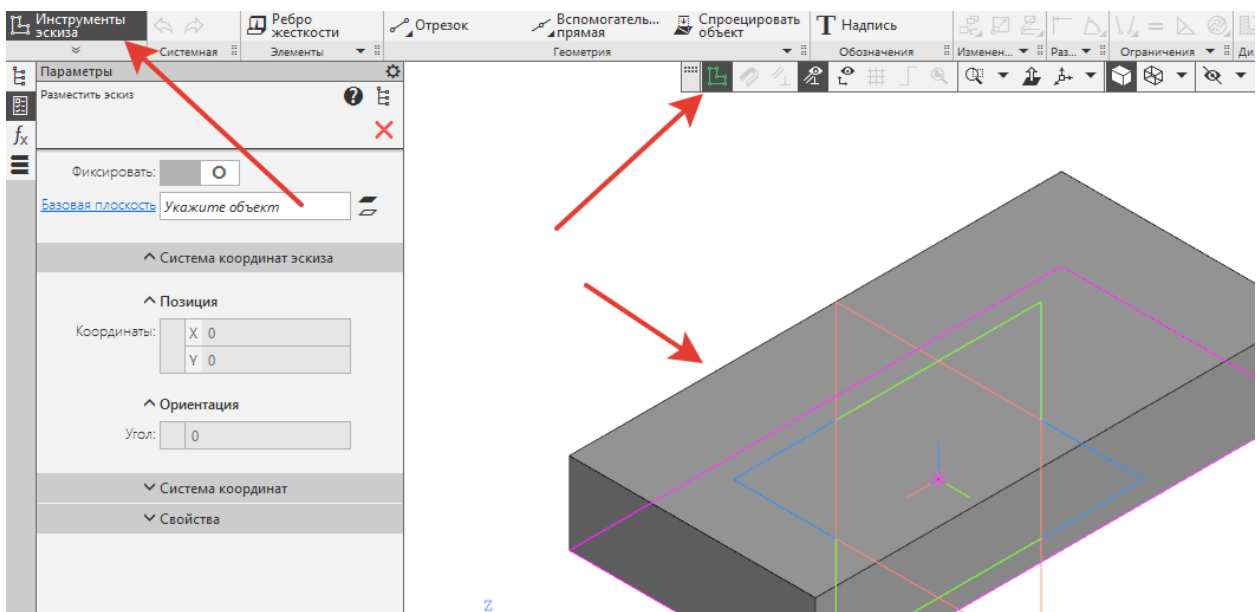 Инструменты эскиза
Ребро жесткости
Отрезок
Вспомогатель... прямая
Спроецировать объект
T Надпись
Системная
Элементы
Геометрия
Обозначения
Изменен...
Раз...
Ограничения
Ди
Параметры
Разместить эскиз
?
fx
Фиксировать:
Базовая плоскость Укажите объект
Система координат эскиза
Позиция
Координаты: X 0
Y 0
Ориентация
Угол: 0
Система координат
Свойства
Z